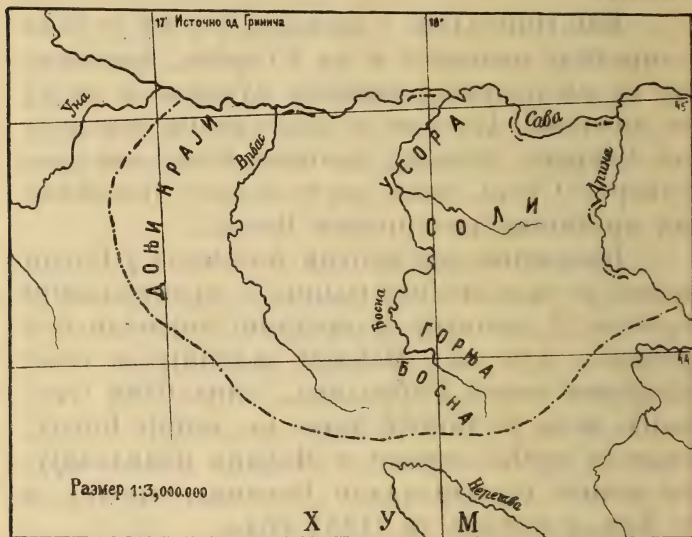 17° Источно од Гринича
18°
Уна
45°
Сава
Врбас
Дрина
УСОРА
ДОЊИ КРАЈИ
СОЛИ
Босна
ГОРЊА
БОСНА
44
Размер 1:3,000.000
Неретва
ХУМ